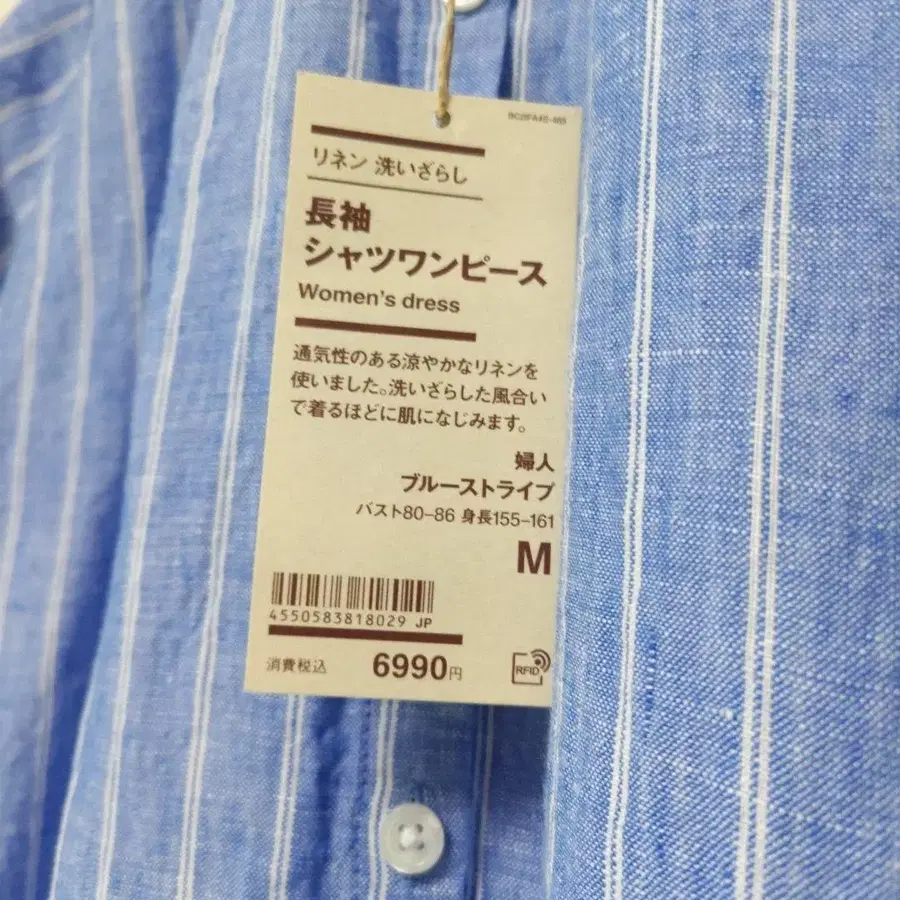 リネン 洗いざらし
長袖
シャツワンピース
Women's dress
通気性のある涼やかなリネンを
使いました。洗いざらした風合い
で着るほどに肌になじみます。
婦人
ブルーストライプ
バスト80–86 身長155–161
M
4550583818029 JP
消費税込 6990円
RFID